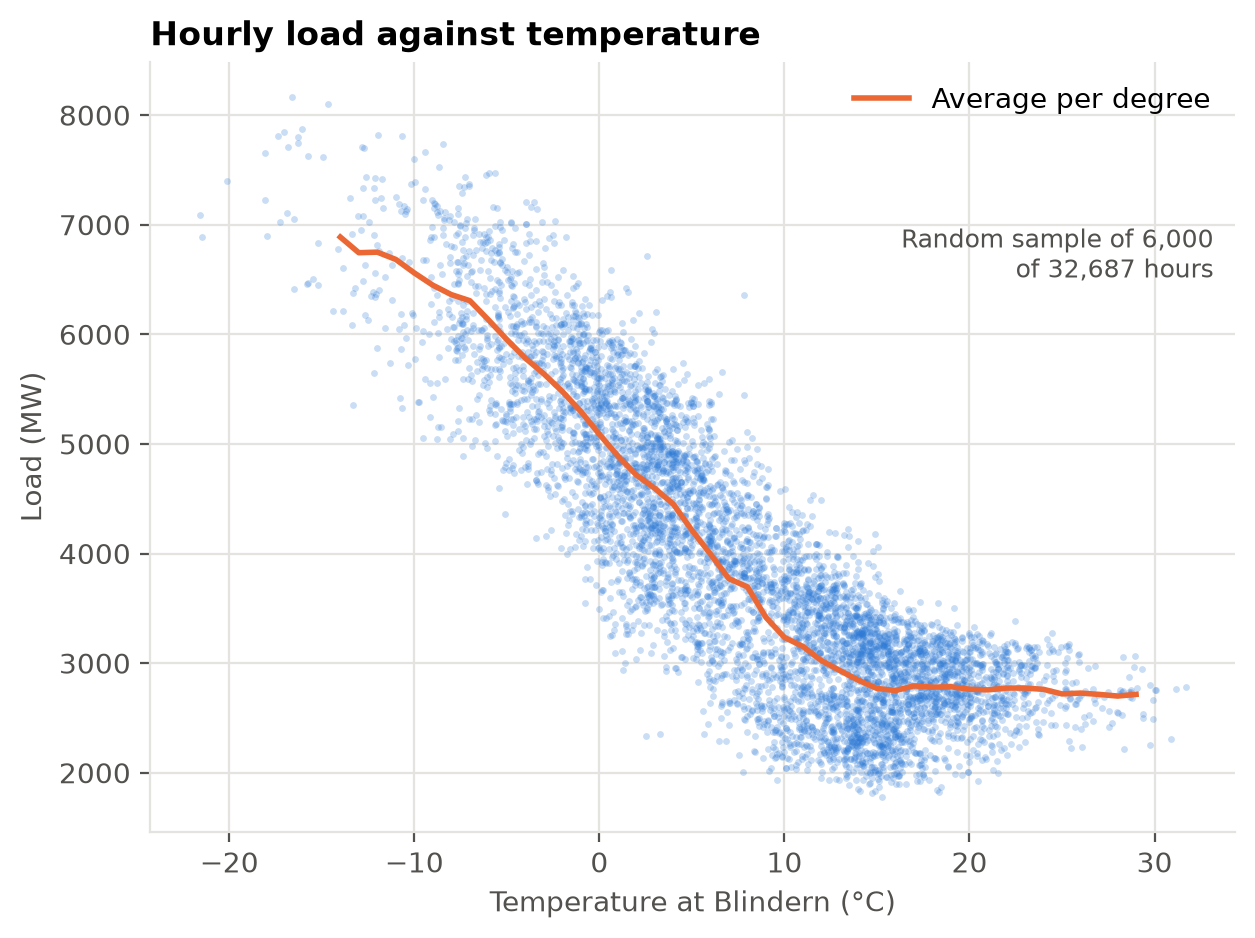 Hourly load against temperature
Average per degree
Random sample of 6,000
of 32,687 hours
8000
7000
6000
5000
4000
3000
2000
Load (MW)
−20
−10
0
10
20
30
Temperature at Blindern (°C)